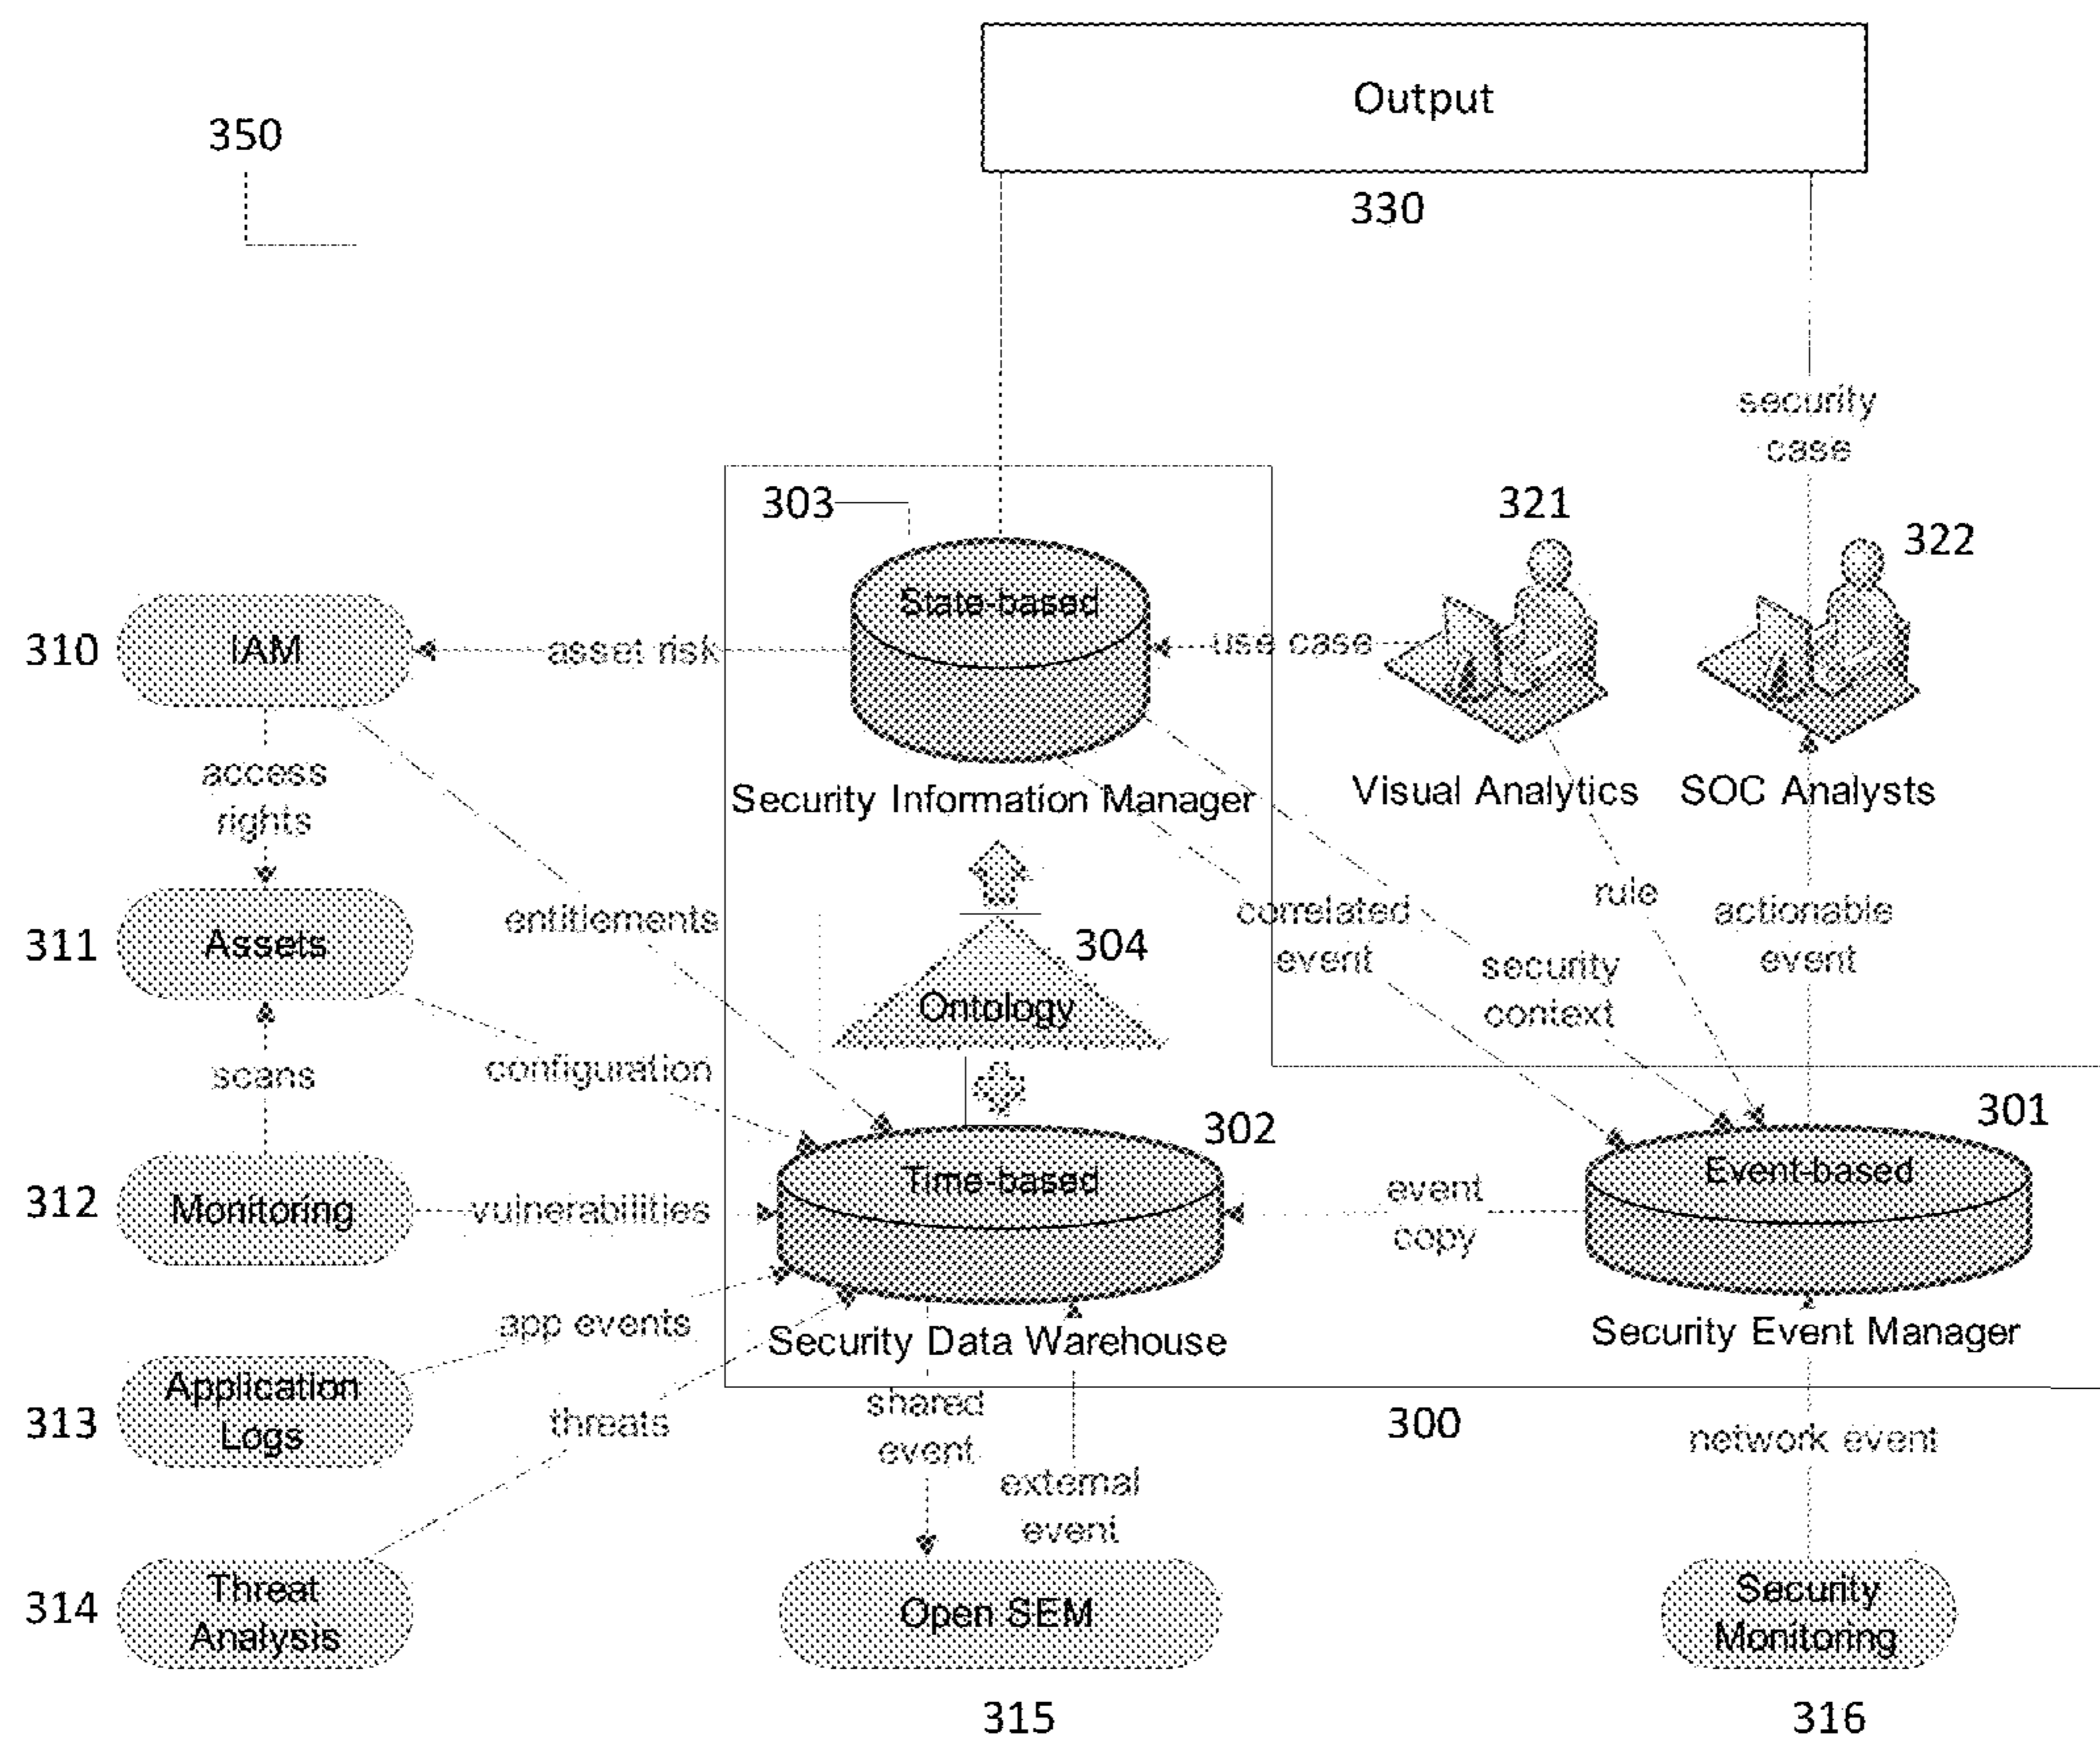 Output
350
330
security
case
303
321
322
State-based
310
IAM
asset risk
use case
access
rights
Security Information Manager
Visual Analytics
SOC Analysts
entitlements
correlated
event
rule
actionable
event
311
Assets
304
Ontology
security
context
scans
configuration
302
301
312
Monitoring
vulnerabilities
Time-based
event
copy
Event-based
app events
Security Data Warehouse
Security Event Manager
313
Application
Logs
threats
shared
event
300
network event
external
event
314
Threat
Analysis
Open SEM
Security
Monitoring
315
316